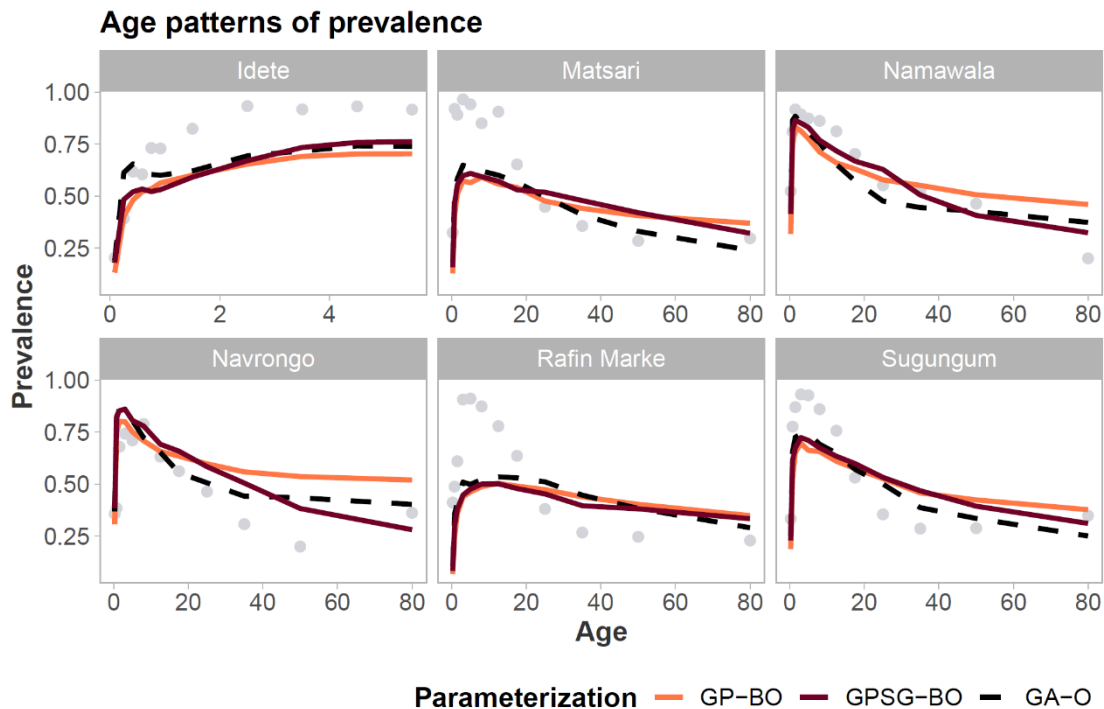 Age patterns of prevalence
Idete Matsari Namawala
1.00
0.75
0.50
0.25
0 2 4 0 20 40 60 80 0 20 40 60 80
Prevalence
Navrongo Rafin Marke Sugungum
1.00
0.75
0.50
0.25
0 20 40 60 80 0 20 40 60 80 0 20 40 60 80
Age
Parameterization GP−BO GPSG−BO GA−O